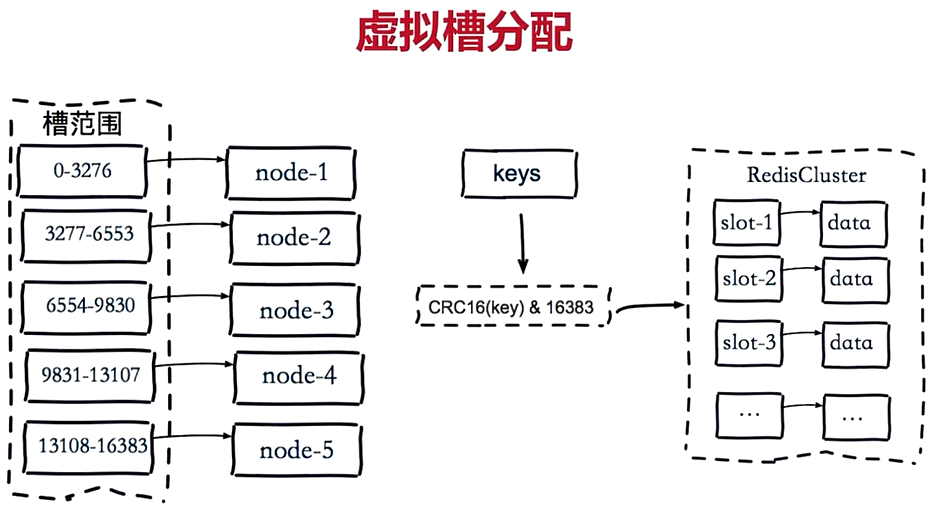 虚拟槽分配
槽范围
0-3276
node-1
3277-6553
node-2
6554-9830
node-3
9831-13107
node-4
13108-16383
node-5
keys
CRC16(key) & 16383
RedisCluster
slot-1
data
slot-2
data
slot-3
data
...
...